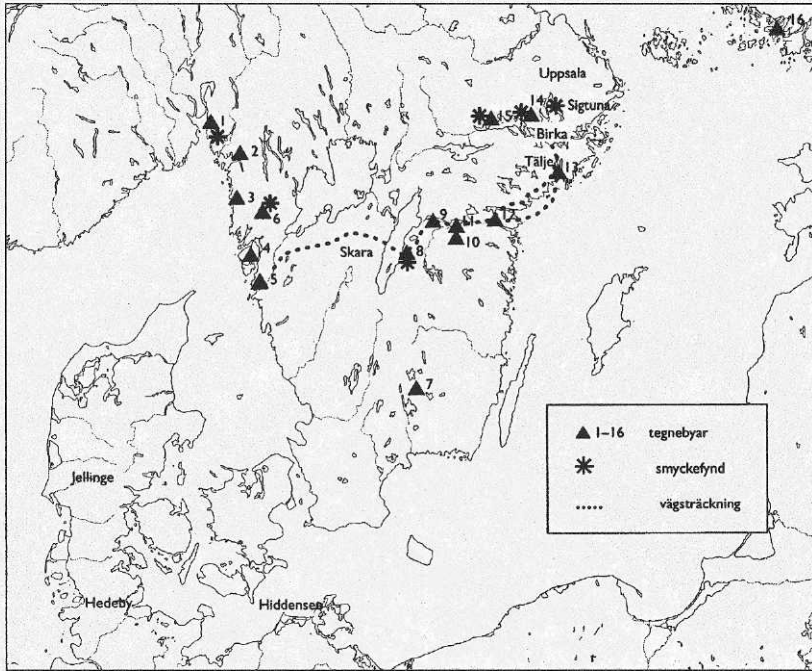 16
Uppsala
14
Sigtuna
15
1
Birka
2
Tälje
13
3
6
9
11
12
10
4
Skara
8
5
7
1–16 tegnebyar
smyckefynd
vägsträckning
Jellinge
Hedeby
Hiddensen